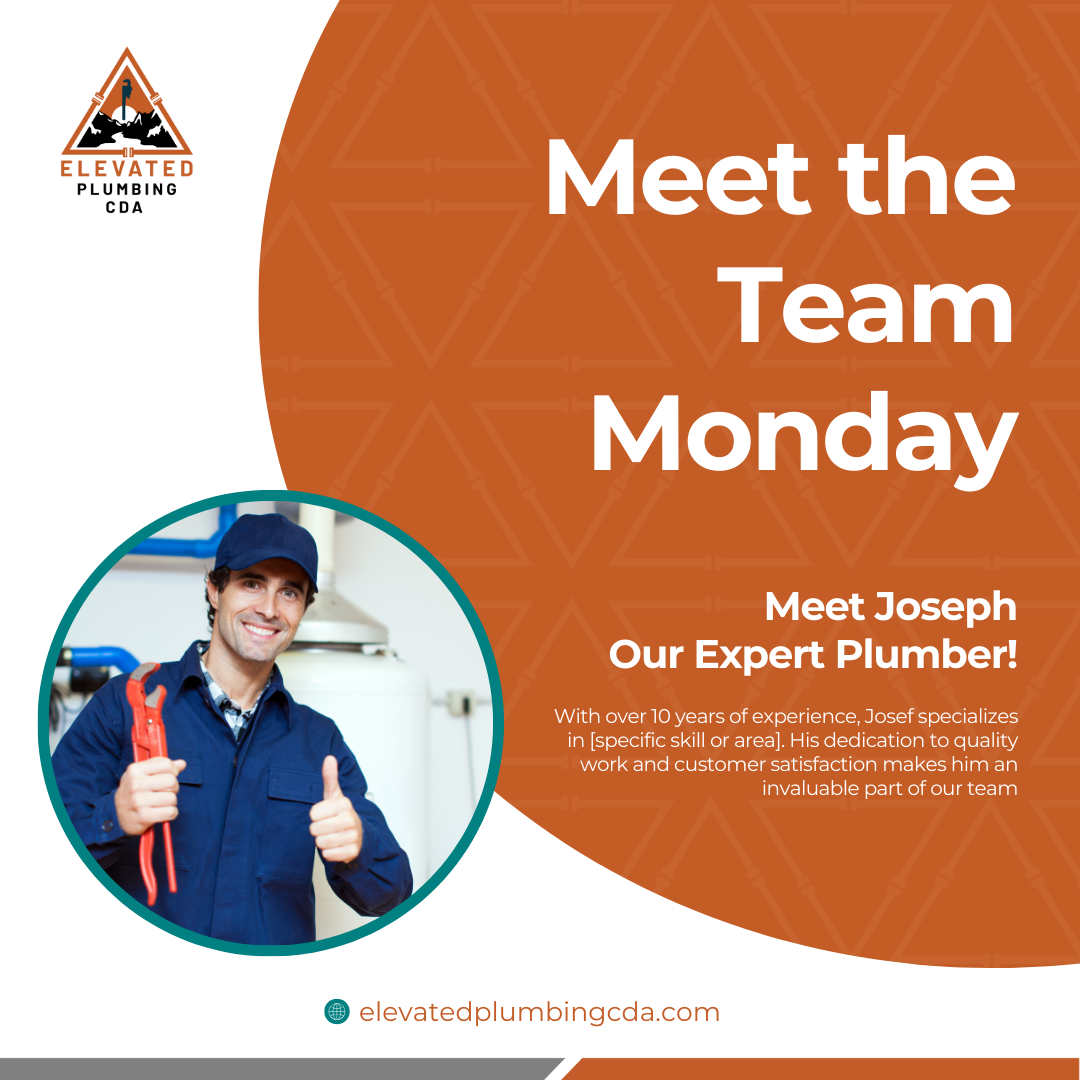 ELEVATED
PLUMBING
CDA
Meet the
Team
Monday
Meet Joseph
Our Expert Plumber!
With over 10 years of experience, Josef specializes
in [specific skill or area]. His dedication to quality
work and customer satisfaction makes him an
invaluable part of our team
elevatedplumbingcda.com